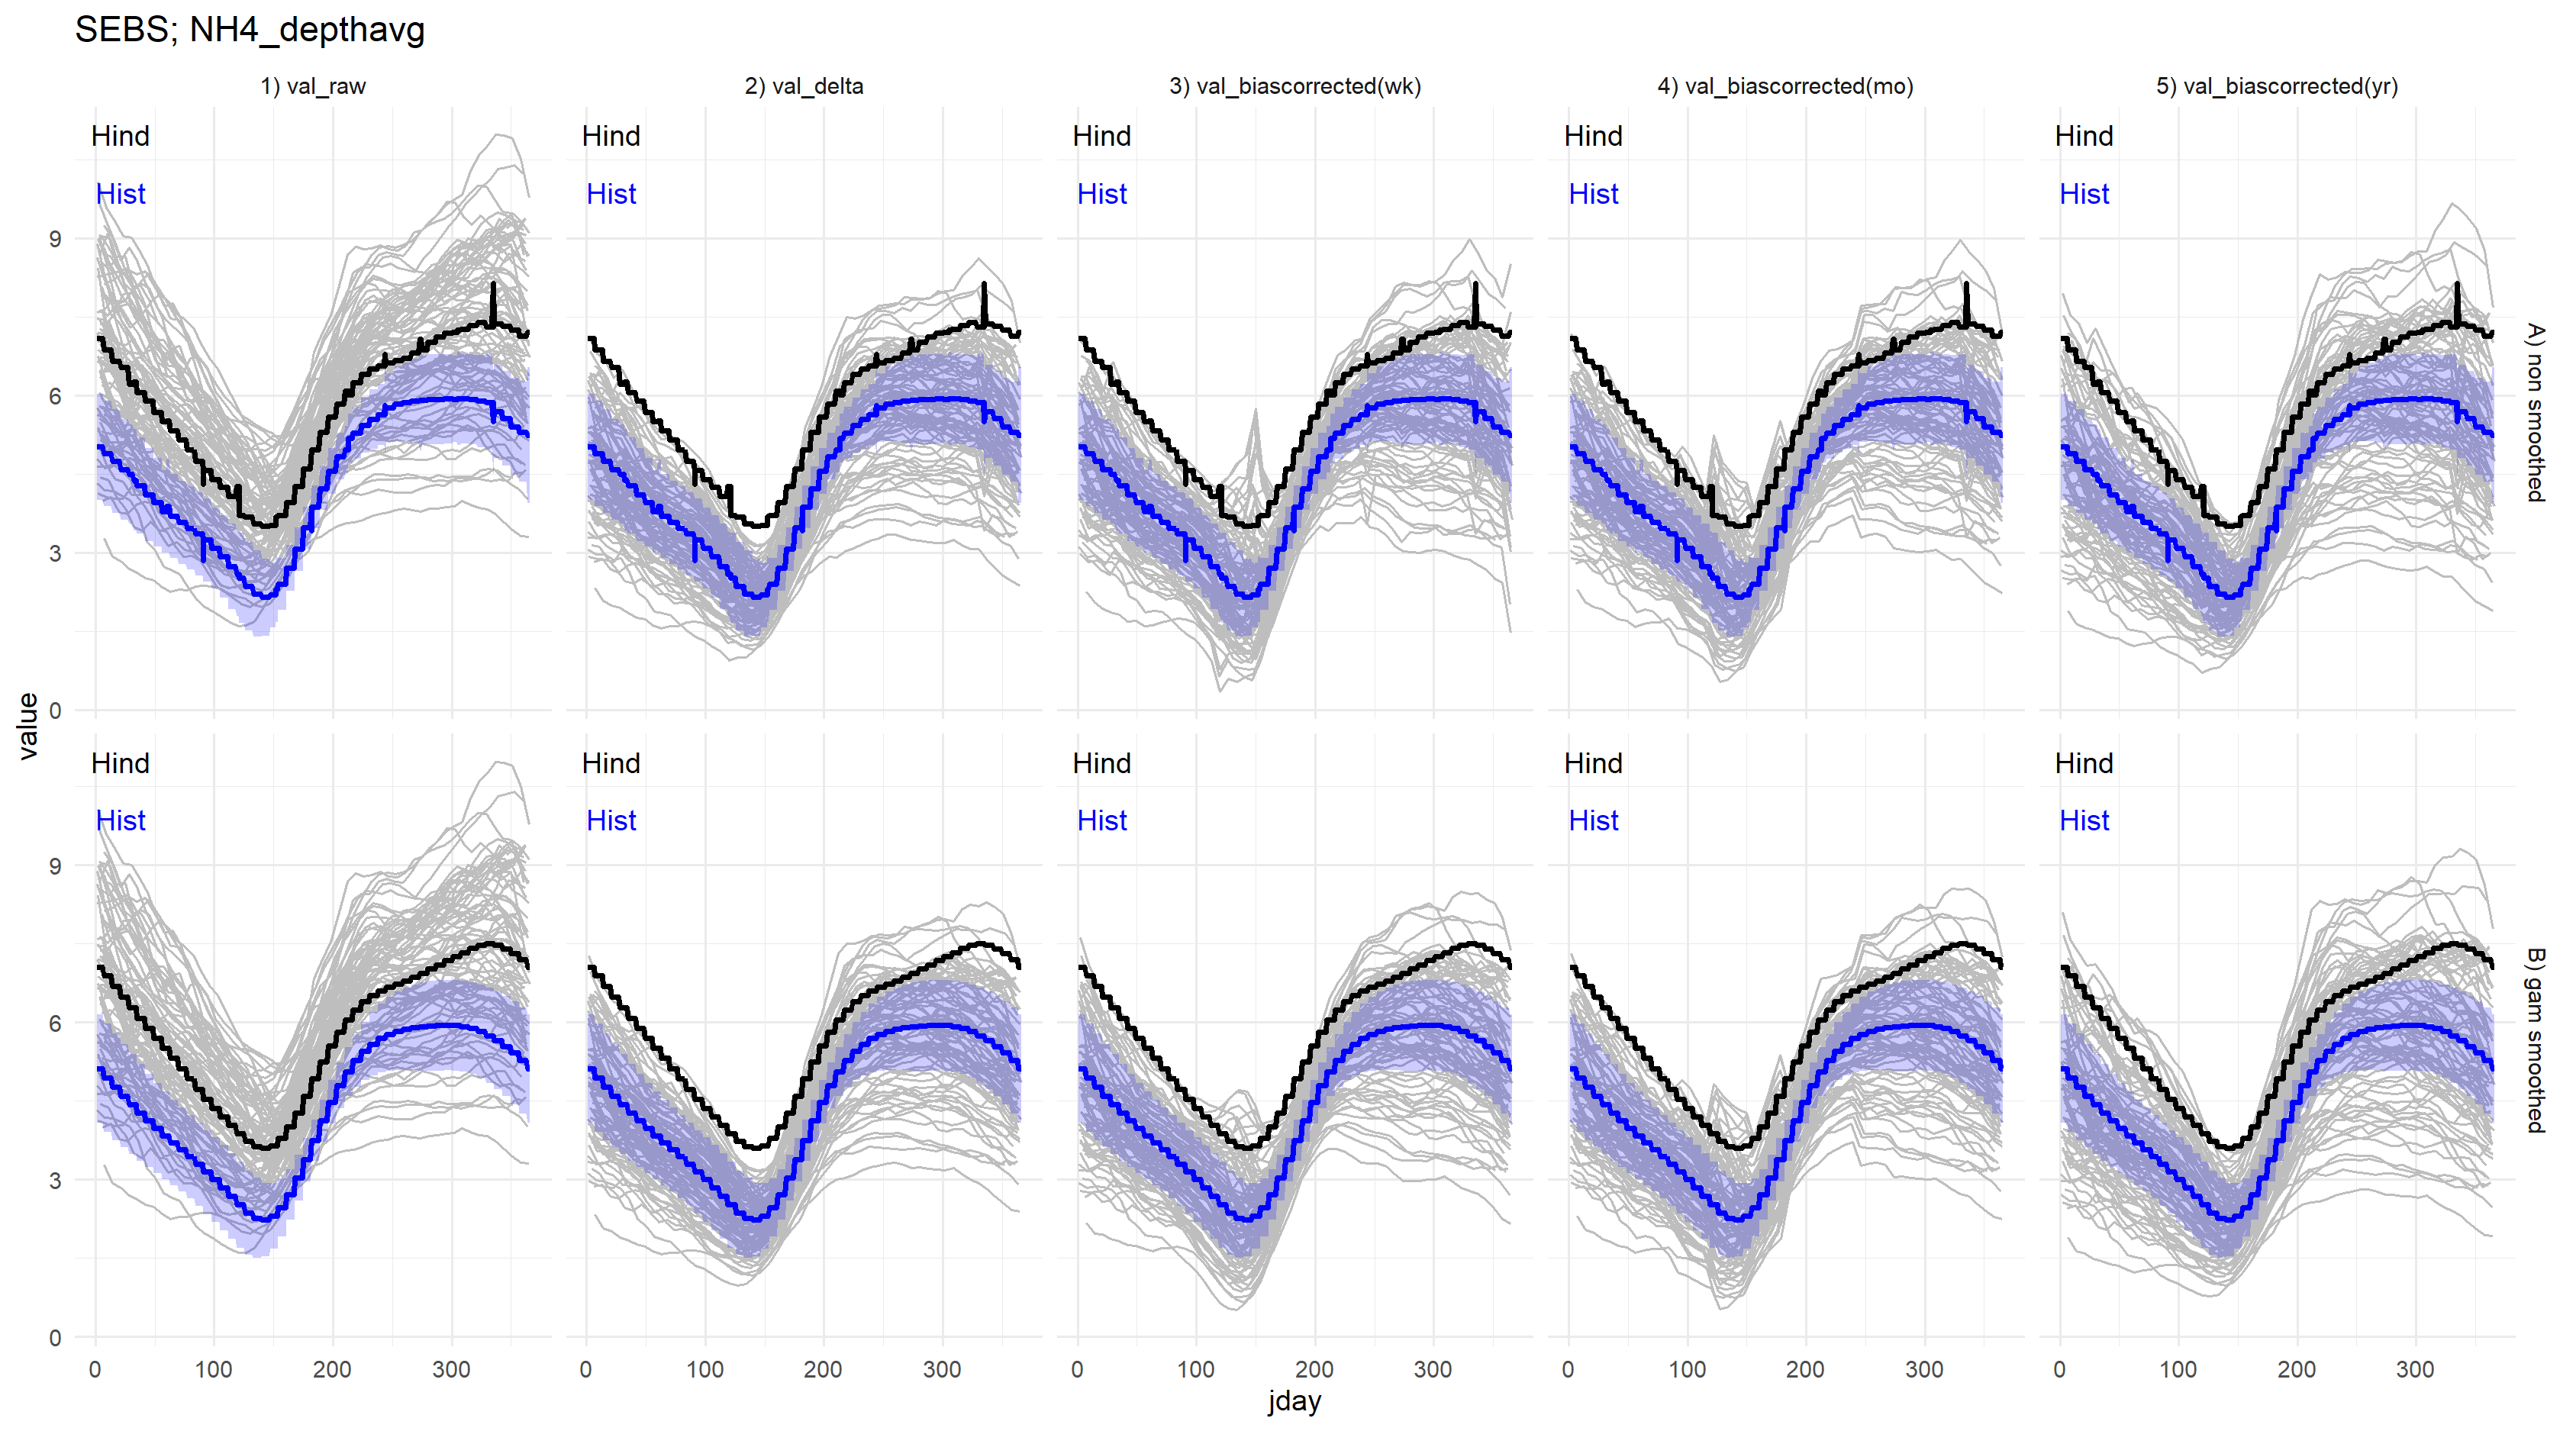 SEBS; NH4_depthavg
1) val_raw
2) val_delta
3) val_biascorrected(wk)
4) val_biascorrected(mo)
5) val_biascorrected(yr)
Hind
Hind
Hind
Hind
Hind
Hist
Hist
Hist
Hist
Hist
9
6
3
0
A) non smoothed
value
Hind
Hind
Hind
Hind
Hind
Hist
Hist
Hist
Hist
Hist
9
6
3
0
B) gam smoothed
0 100 200 300
0 100 200 300
0 100 200 300
0 100 200 300
0 100 200 300
jday